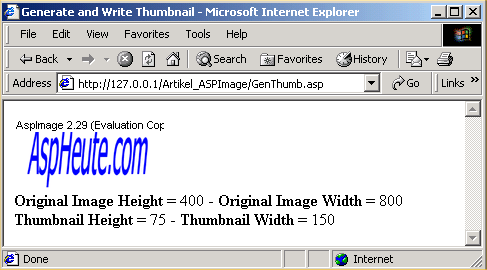 Generate and Write Thumbnail - Microsoft Internet Explorer
File Edit View Favorites Tools Help
Back Search Favorites History
Address http://127.0.0.1/Artikel_ASPImage/GenThumb.asp Go Links »
AspImage 2.29 (Evaluation Cop
AspHeute.com
Original Image Height = 400 - Original Image Width = 800
Thumbnail Height = 75 - Thumbnail Width = 150
Done Internet